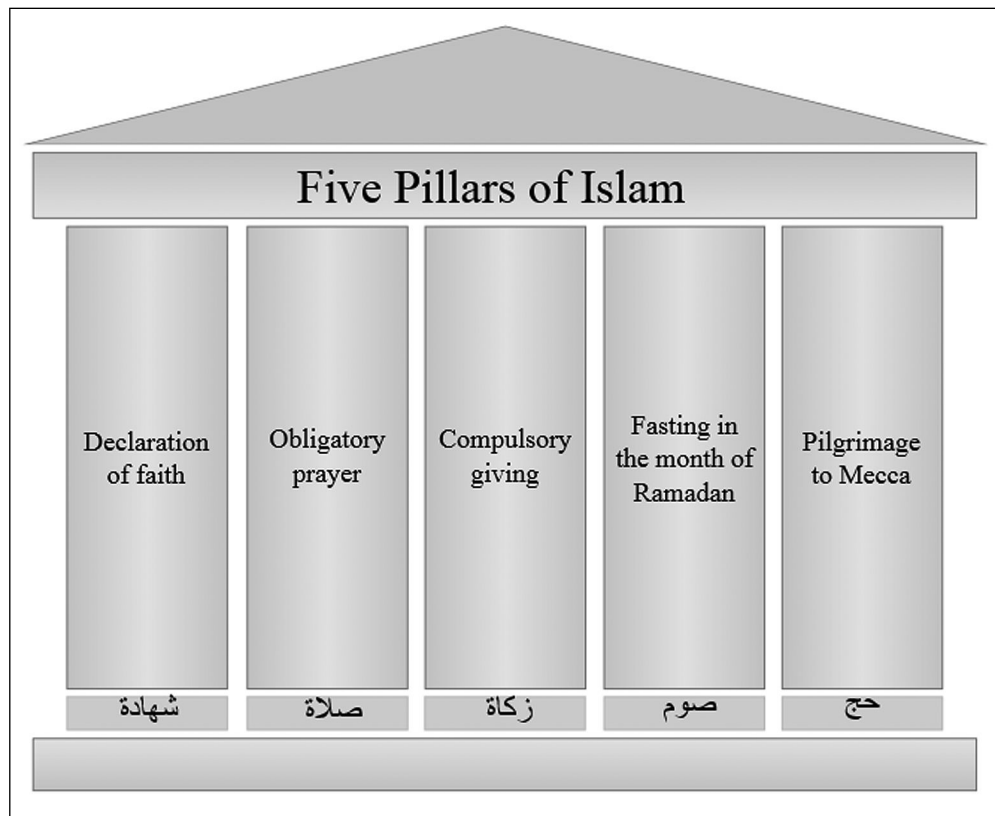 Five Pillars of Islam
Declaration
of faith
Obligatory
prayer
Compulsory
giving
Fasting in
the month of
Ramadan
Pilgrimage
to Mecca
شهادة
صلاة
زكاة
صوم
حج